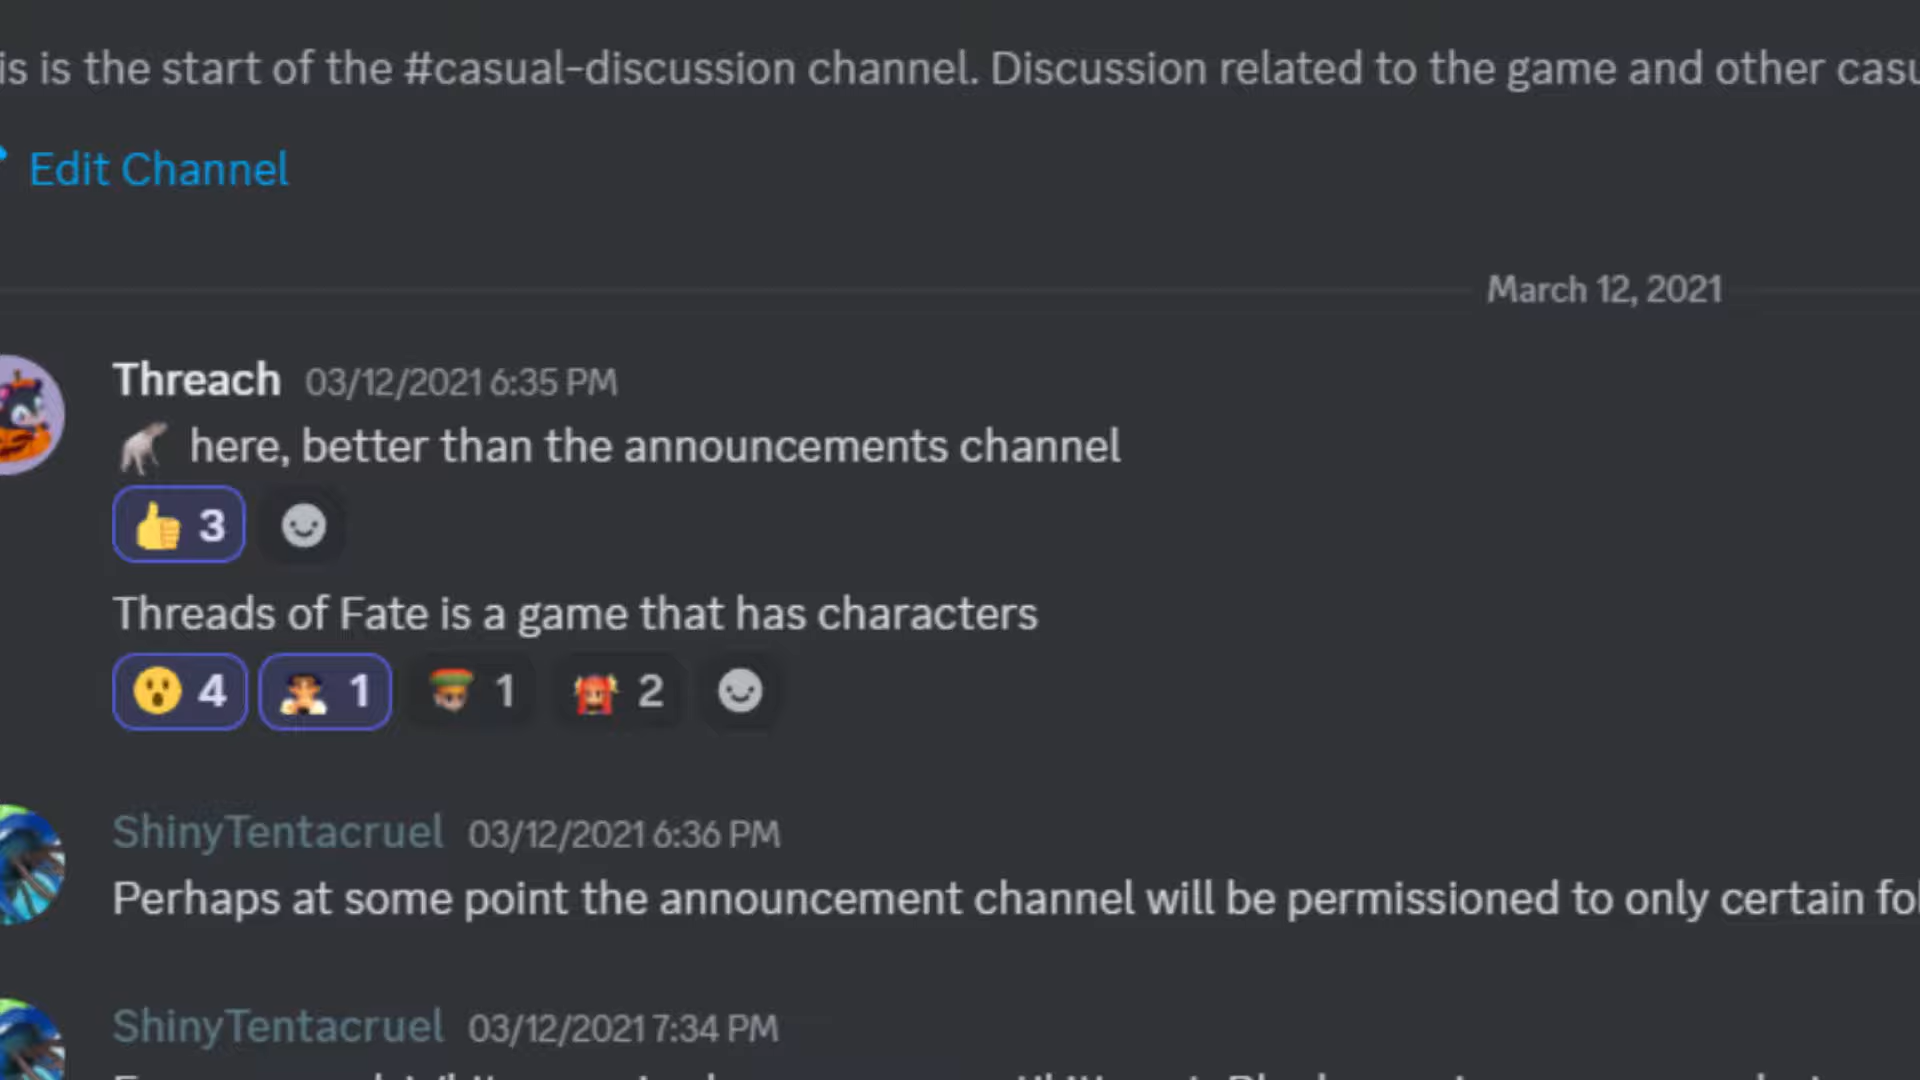 is is the start of the #casual-discussion channel. Discussion related to the game and other casu
Edit Channel
March 12, 2021
Threach 03/12/2021 6:35 PM
here, better than the announcements channel
3
Threads of Fate is a game that has characters
4 1 1 2
ShinyTentacruel 03/12/2021 6:36 PM
Perhaps at some point the announcement channel will be permissioned to only certain fol
ShinyTentacruel 03/12/2021 7:34 PM